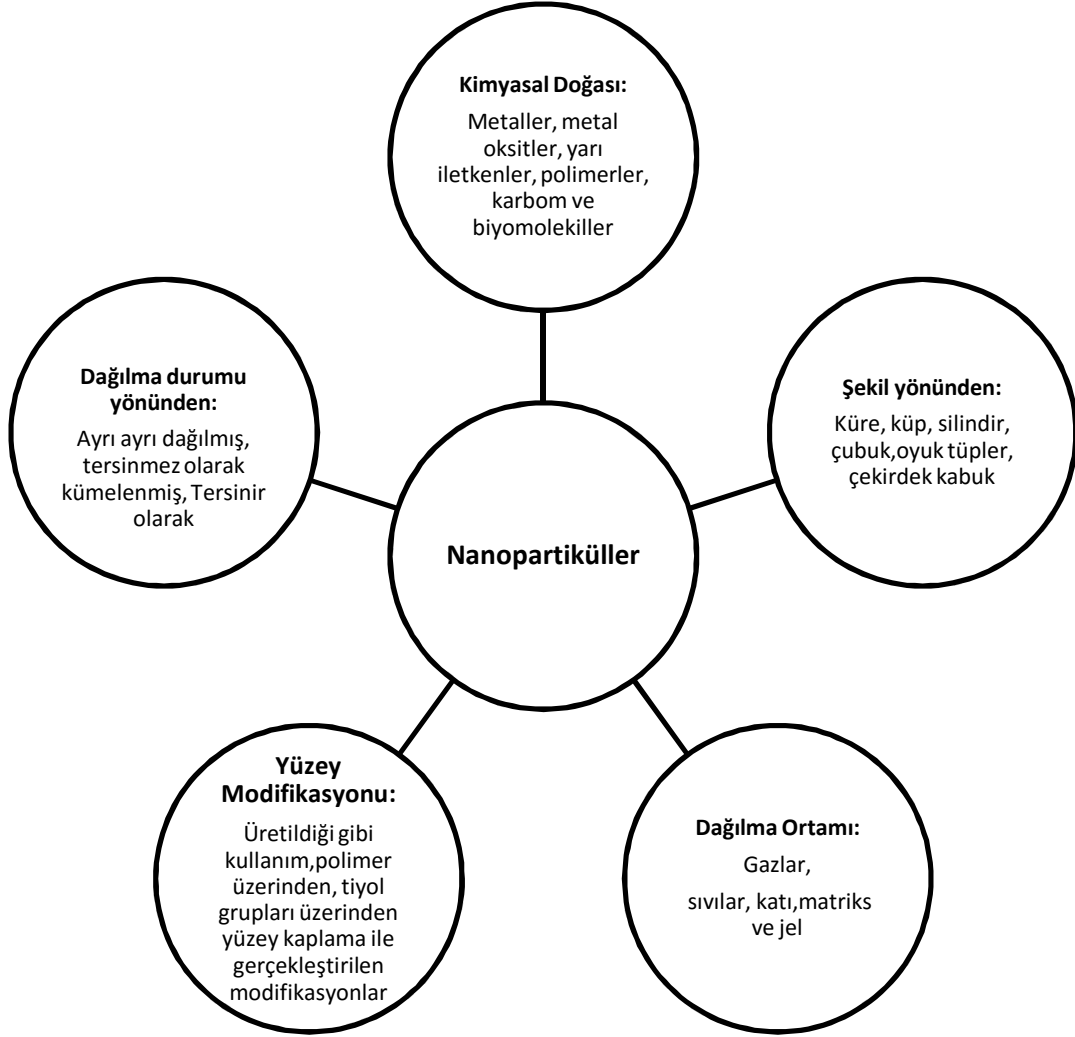 Kimyasal Doğası:
Metaller, metal
oksitler, yarı
iletkenler, polimerler,
karbom ve
biyomolekiller
Dağılma durumu
yönünden:
Ayrı ayrı dağılmış,
tersinmez olarak
kümelenmiş, Tersinir
olarak
Şekil yönünden:
Küre, küp, silindir,
çubuk,oyuk tüpler,
çekirdek kabuk
Nanopartiküller
Yüzey
Modifikasyonu:
Üretildiği gibi
kullanım,polimer
üzerinden, tiyol
grupları üzerinden
yüzey kaplama ile
gerçekleştirilen
modifikasyonlar
Dağılma Ortamı:
Gazlar,
sıvılar, katı,matriks
ve jel